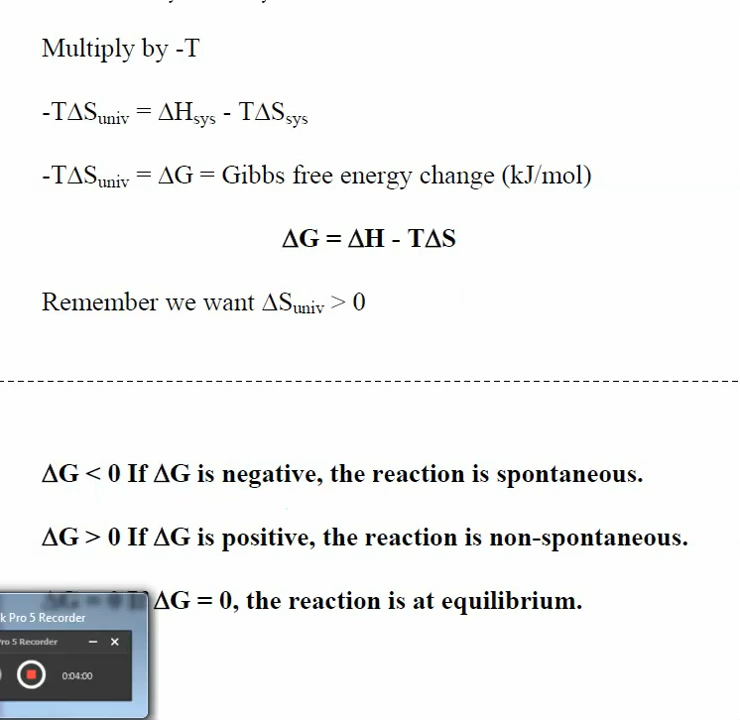 Multiply by -T
-TΔSuniv = ΔHsys - TΔSsys
-TΔSuniv = ΔG = Gibbs free energy change (kJ/mol)
ΔG = ΔH - TΔS
Remember we want ΔSuniv > 0
ΔG < 0 If ΔG is negative, the reaction is spontaneous.
ΔG > 0 If ΔG is positive, the reaction is non-spontaneous.
ΔG = 0, the reaction is at equilibrium.
k Pro 5 Recorder
ro 5 Recorder
0:04:00